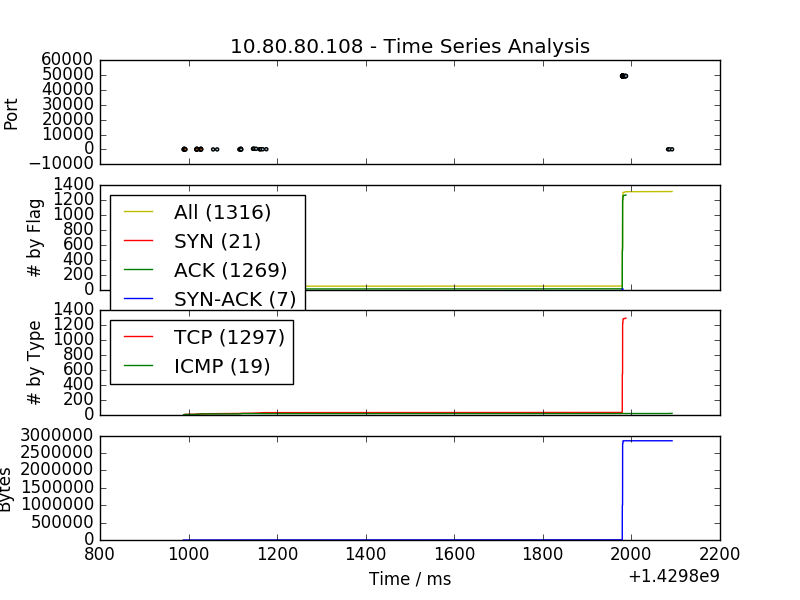 10.80.80.108 - Time Series Analysis
60000
50000
40000
30000
20000
10000
0
−10000
Port
1400
1200
1000
800
600
400
200
0
# by Flag
All (1316)
SYN (21)
ACK (1269)
SYN-ACK (7)
1400
1200
1000
800
600
400
200
0
# by Type
TCP (1297)
ICMP (19)
3000000
2500000
2000000
1500000
1000000
500000
0
Bytes
800 1000 1200 1400 1600 1800 2000 2200
Time / ms
+1.4298e9